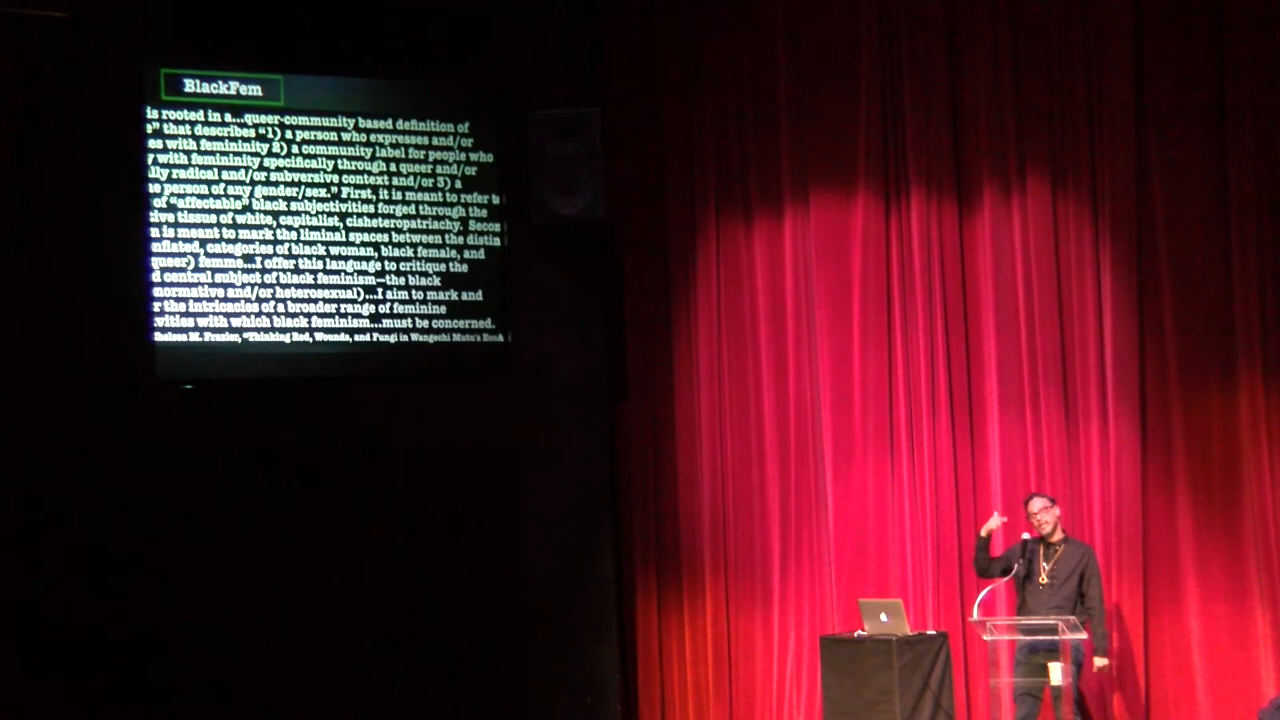 BlackFem
is rooted in a...queer-community based definition of
e” that describes “1) a person who expresses and/or
es with femininity 2) a community label for people who
y with femininity specifically through a queer and/or
lly radical and/or subversive context and/or 3) a
e person of any gender/sex.” First, it is meant to refer to
of “affectable” black subjectivities forged through the
ive tissue of white, capitalist, cisheteropatriachy. Secon
n is meant to mark the liminal spaces between the distin
nflated, categories of black woman, black female, and
queer) femme...I offer this language to critique the
d central subject of black feminism—the black
normative and/or heterosexual)...I aim to mark and
r the intricacies of a broader range of feminine
vities with which black feminism...must be concerned.
helsea M. Frazier, “Thinking Red, Wounds, and Fungi in Wangechi Mutu's